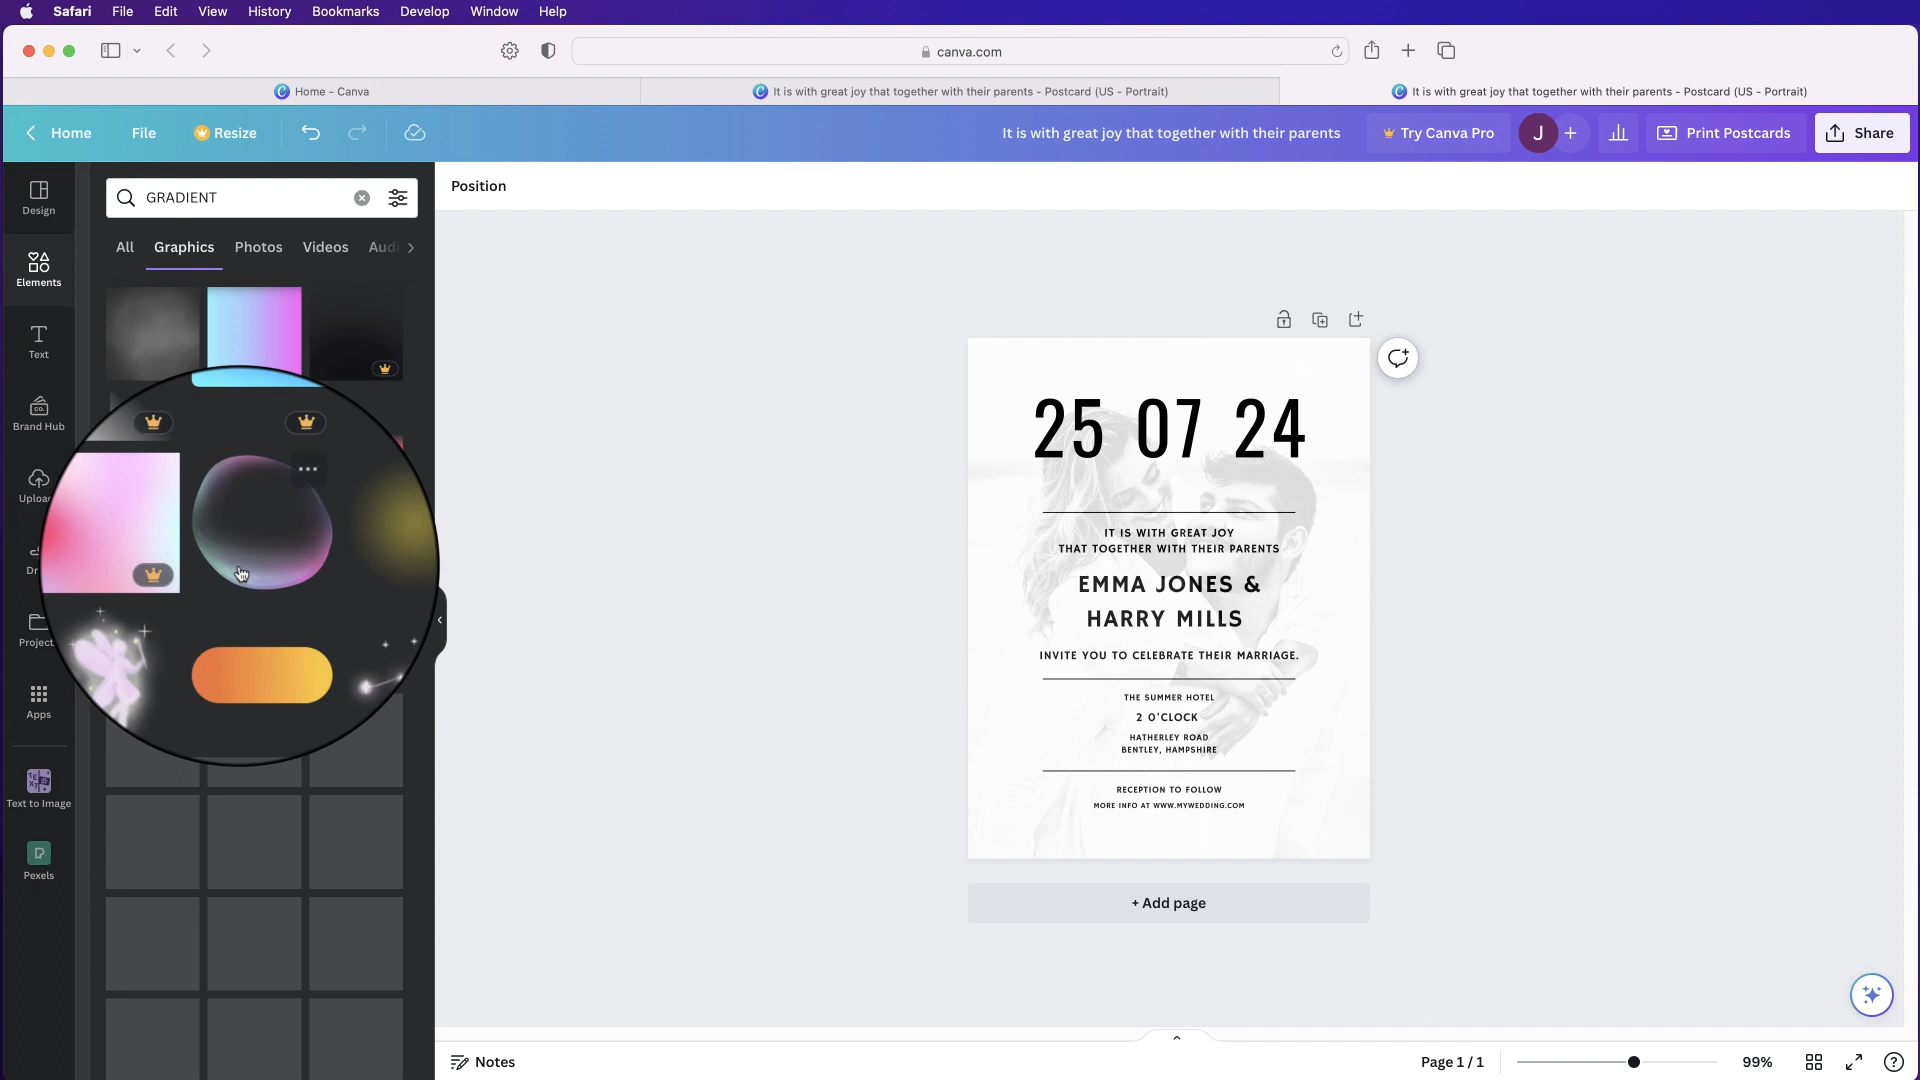 Safari File Edit View History Bookmarks Develop Window Help
canva.com
Home - Canva
It is with great joy that together with their parents - Postcard (US - Portrait)
It is with great joy that together with their parents - Postcard (US - Portrait)
Home File Resize
It is with great joy that together with their parents
Try Canva Pro
J
Print Postcards
Share
Design
Elements
Text
Brand Hub
Apps
Text to Image
Pexels
GRADIENT
All Graphics Photos Videos
Position
25 07 24
IT IS WITH GREAT JOY
THAT TOGETHER WITH THEIR PARENTS
EMMA JONES &
HARRY MILLS
INVITE YOU TO CELEBRATE THEIR MARRIAGE.
THE SUMMER HOTEL
2 O'CLOCK
HATHERLEY ROAD
BENTLEY, HAMPSHIRE
RECEPTION TO FOLLOW
MORE INFO AT WWW.MYWEDDING.COM
+ Add page
Notes
Page 1 / 1
99%